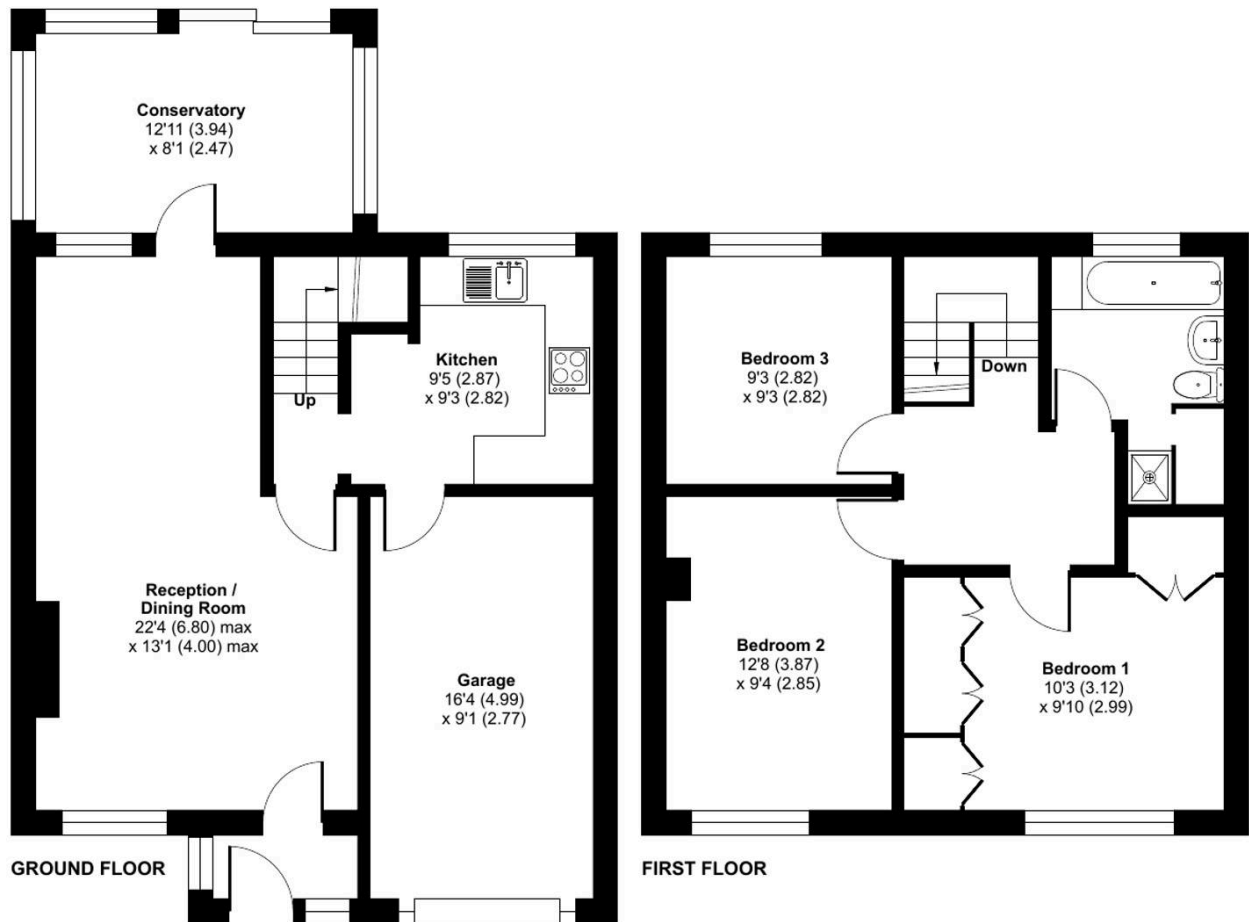 Conservatory
12'11 (3.94)
x 8'1 (2.47)
Up
Kitchen
9'5 (2.87)
x 9'3 (2.82)
Reception /
Dining Room
22'4 (6.80) max
x 13'1 (4.00) max
Garage
16'4 (4.99)
x 9'1 (2.77)
GROUND FLOOR
Bedroom 3
9'3 (2.82)
x 9'3 (2.82)
Down
Bedroom 2
12'8 (3.87)
x 9'4 (2.85)
Bedroom 1
10'3 (3.12)
x 9'10 (2.99)
FIRST FLOOR